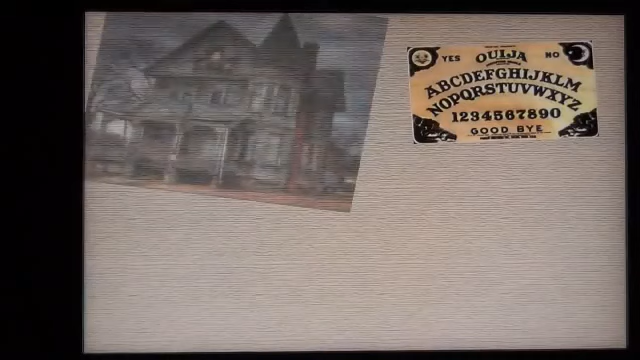 YES OUIJA NO
ABCDEFGHIJKLM
NOPQRSTUVWXYZ
1234567890
GOOD BYE